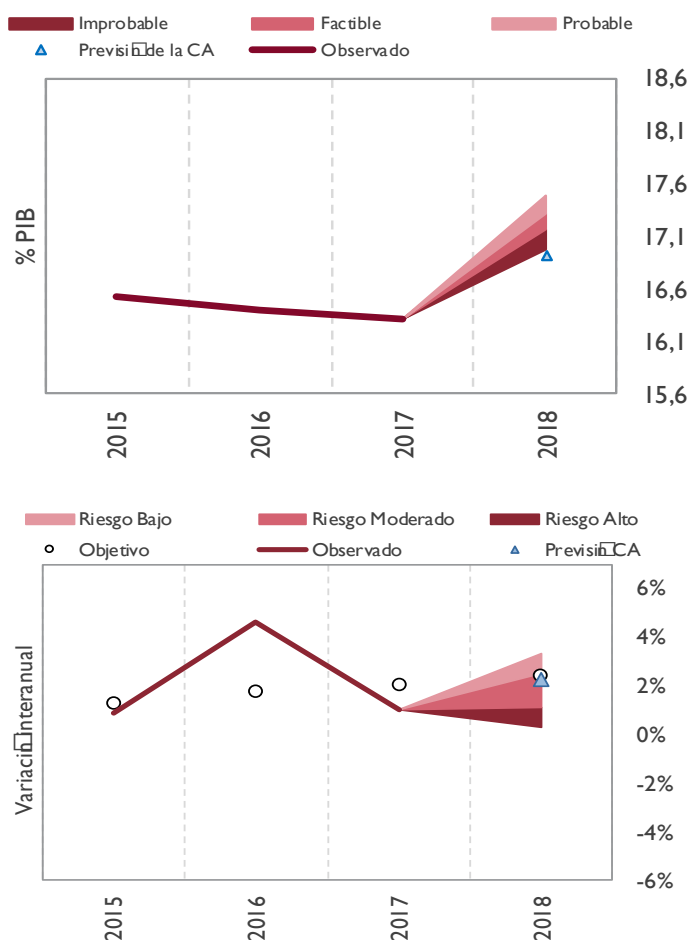 Improbable Factible Probable
Previsi□de la CA Observado
18,6
18,1
17,6
17,1
16,6
16,1
15,6
% PIB
2015 2016 2017 2018
Riesgo Bajo Riesgo Moderado Riesgo Alto
Objetivo Observado Previsi□CA
6%
4%
2%
0%
-2%
-4%
-6%
Variaci□Interanual
2015 2016 2017 2018